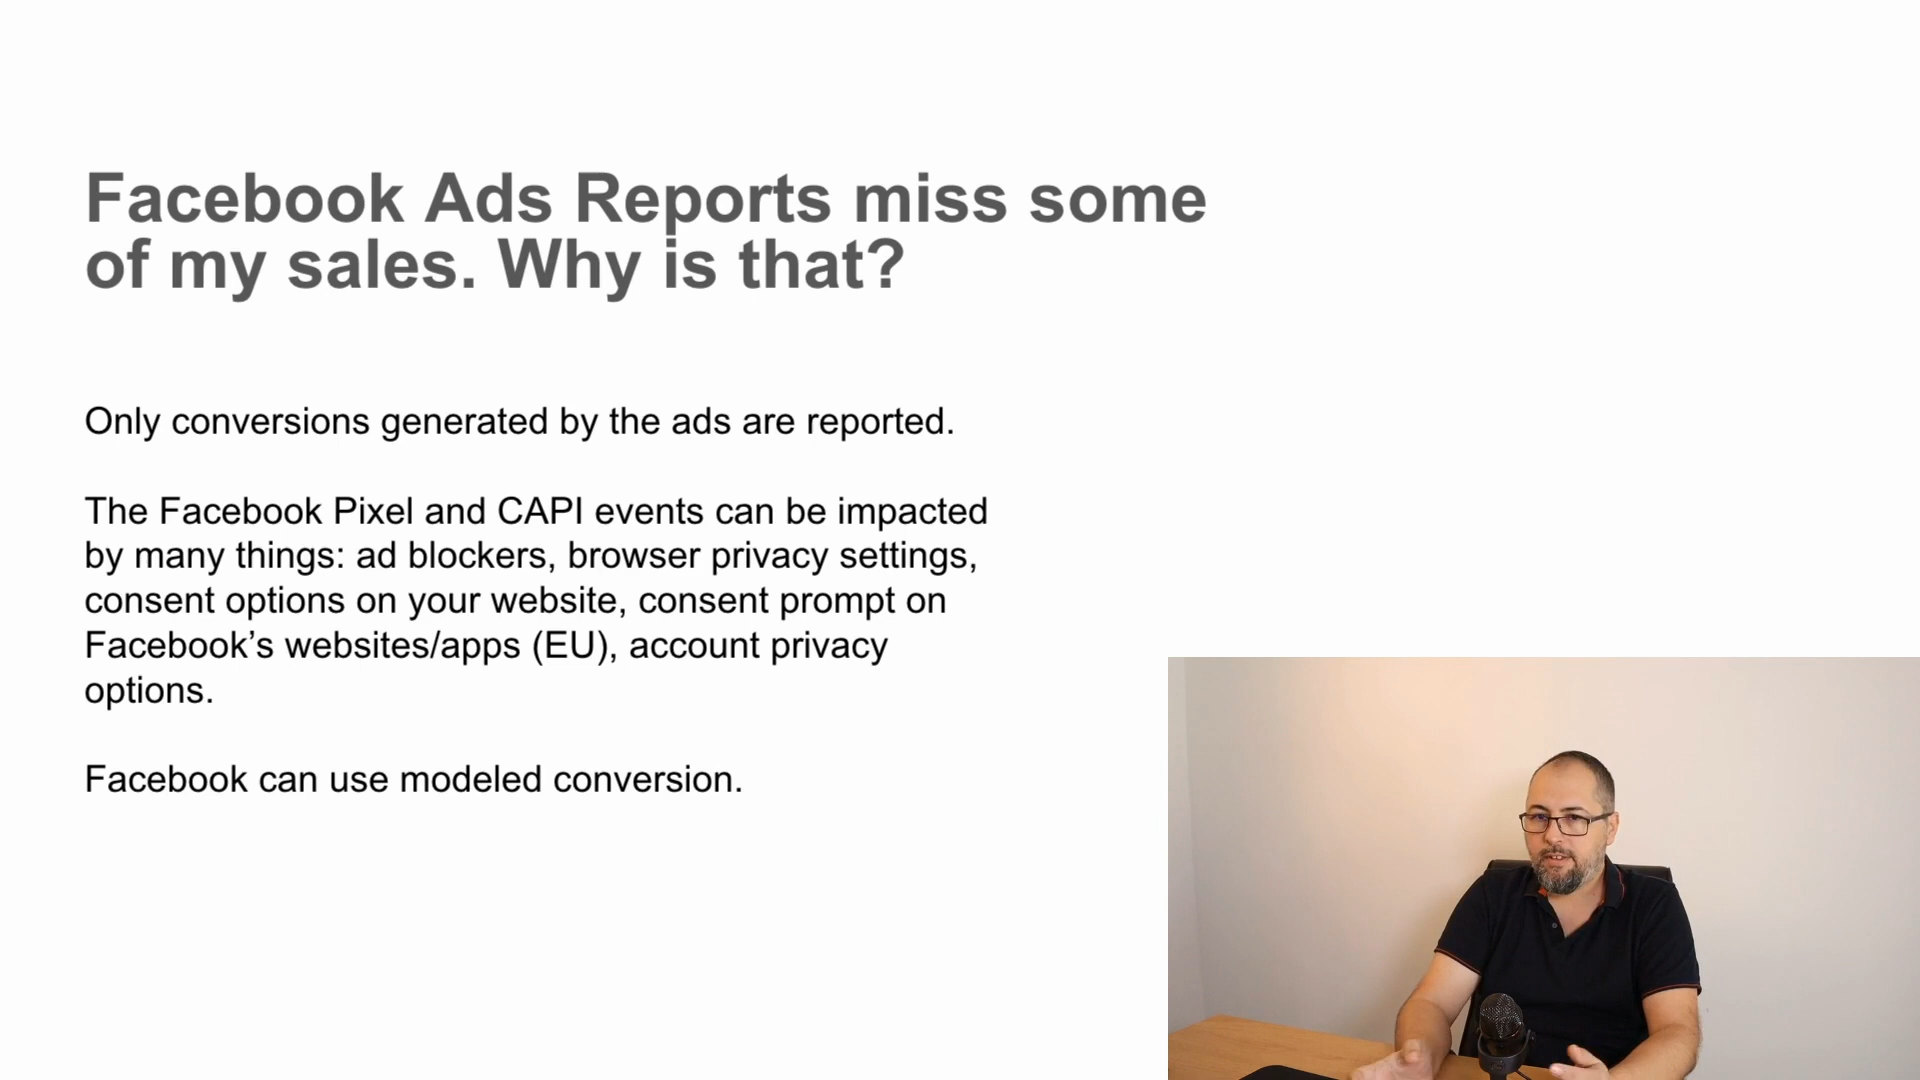 Facebook Ads Reports miss some
of my sales. Why is that?
Only conversions generated by the ads are reported.
The Facebook Pixel and CAPI events can be impacted
by many things: ad blockers, browser privacy settings,
consent options on your website, consent prompt on
Facebook’s websites/apps (EU), account privacy
options.
Facebook can use modeled conversion.